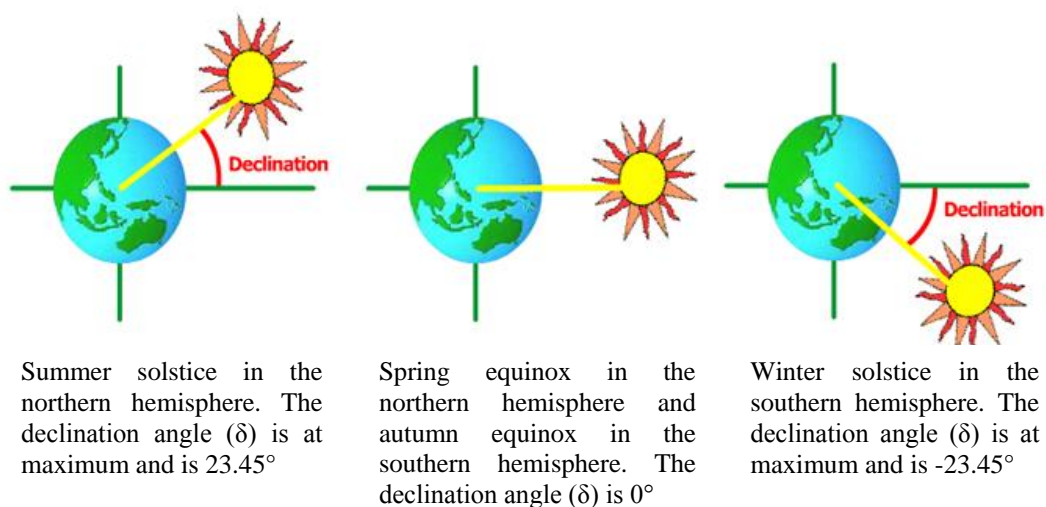 Declination
Declination
Summer solstice in the
northern hemisphere. The
declination angle (δ) is at
maximum and is 23.45°
Spring equinox in the
northern hemisphere and
autumn equinox in the
southern hemisphere. The
declination angle (δ) is 0°
Winter solstice in the
southern hemisphere. The
declination angle (δ) is at
maximum and is -23.45°